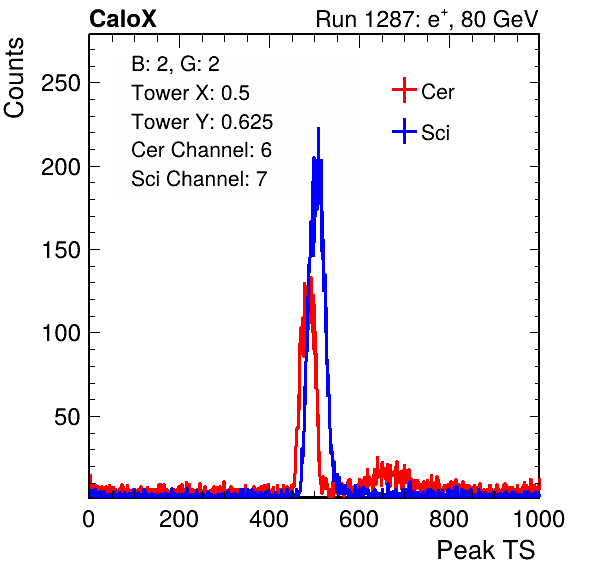 CaloX Run 1287: e⁺, 80 GeV
Counts
B: 2, G: 2
Tower X: 0.5
Tower Y: 0.625
Cer Channel: 6
Sci Channel: 7
Cer
Sci
250
200
150
100
50
0 200 400 600 800 1000
Peak TS